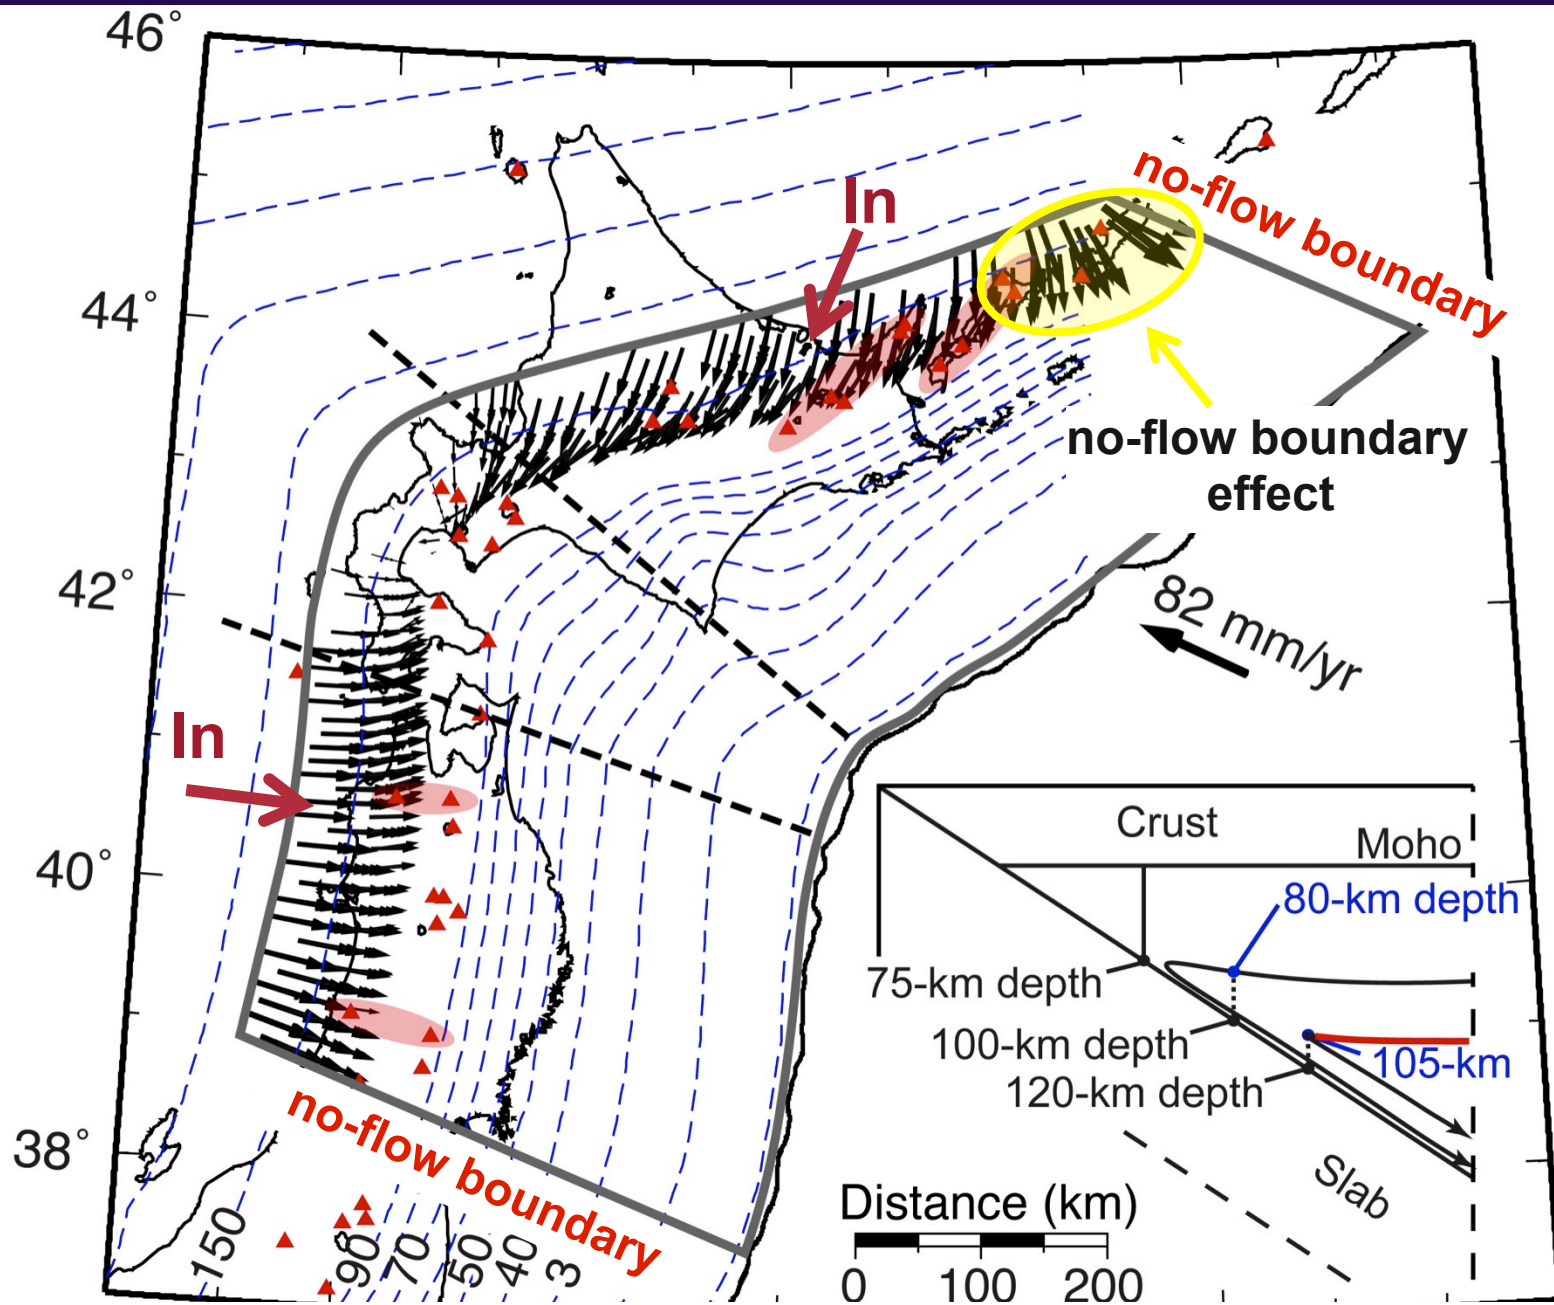 46°
no-flow boundary
In
44°
no-flow boundary
effect
42°
82 mm/yr
In
40°
Crust
Moho
80-km depth
75-km depth
100-km depth
105-km
120-km depth
Slab
38°
no-flow boundary
Distance (km)
0 100 200
150
90
70
50
40
3